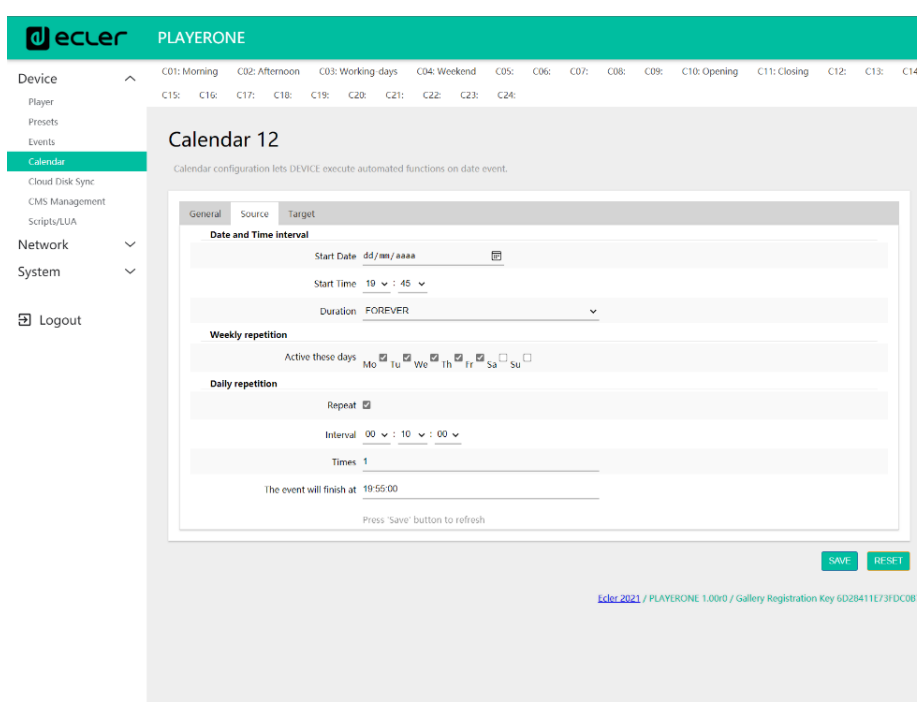 ecler PLAYERONE
Device
Player
Presets
Events
Calendar
Cloud Disk Sync
CMS Management
Scripts/LUA
Network
System
Logout
C01: Morning C02: Afternoon C03: Working-days C04: Weekend C05: C06: C07: C08: C09: C10: Opening C11: Closing C12: C13: C14
C15: C16: C17: C18: C19: C20: C21: C22: C23: C24:
Calendar 12
Calendar configuration lets DEVICE execute automated functions on date event.
General Source Target
Date and Time interval
Start Date dd/mm/aaaa
Start Time 19 : 45
Duration FOREVER
Weekly repetition
Active these days Mo Tu We Th Fr Sa Su
Daily repetition
Repeat
Interval 00 : 10 : 00
Times 1
The event will finish at 19:55:00
Press 'Save' button to refresh
SAVE RESET
Ecler 2021 / PLAYERONE 1.00r0 / Gallery Registration Key 6D28411E73FDC0B